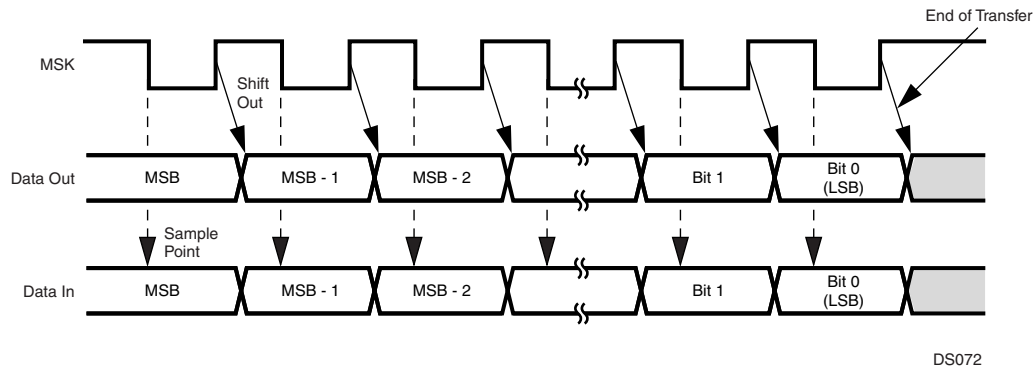 End of Transfer
MSK
Shift
Out
Data Out
MSB
MSB - 1
MSB - 2
Bit 1
Bit 0
(LSB)
Sample
Point
Data In
MSB
MSB - 1
MSB - 2
Bit 1
Bit 0
(LSB)
DS072